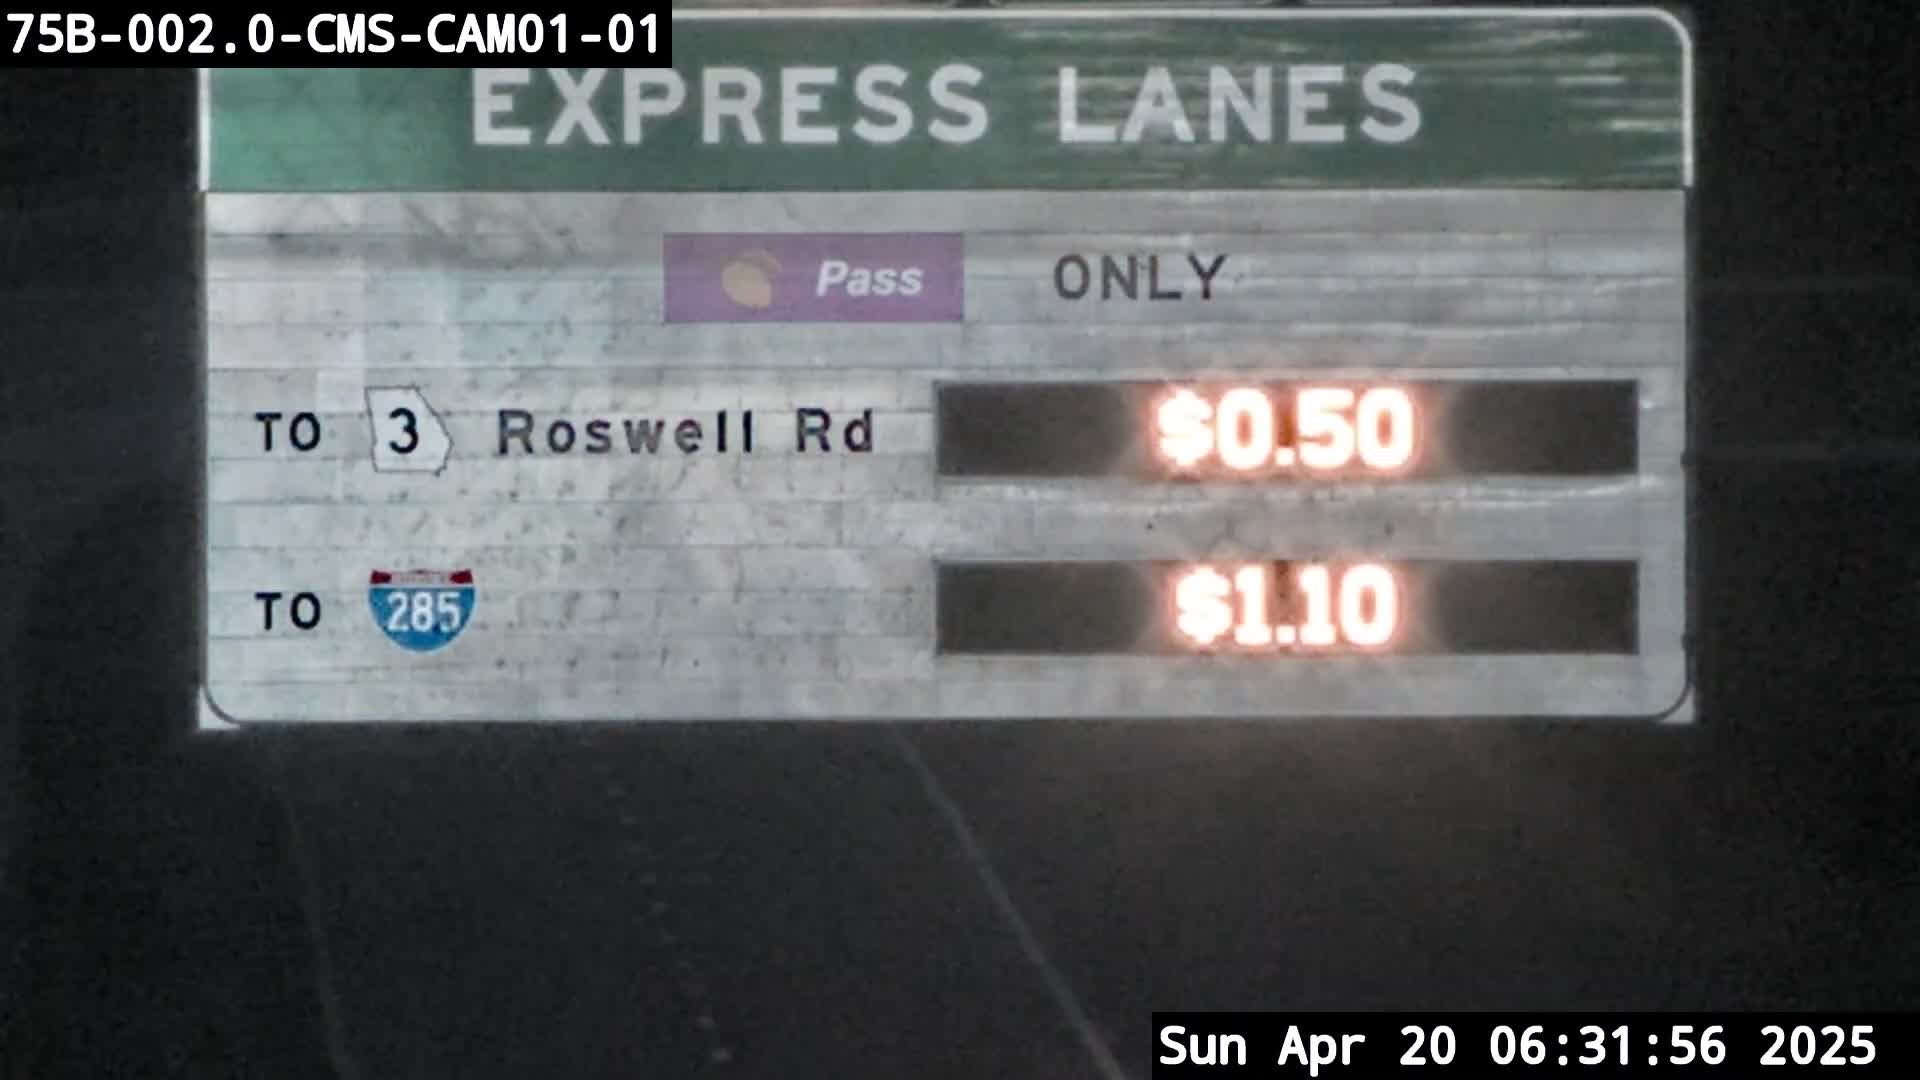 75B-002.0-CMS-CAM01-01
EXPRESS LANES
Pass ONLY
TO 3 Roswell Rd $0.50
TO 285 $1.10
Sun Apr 20 06:31:56 2025